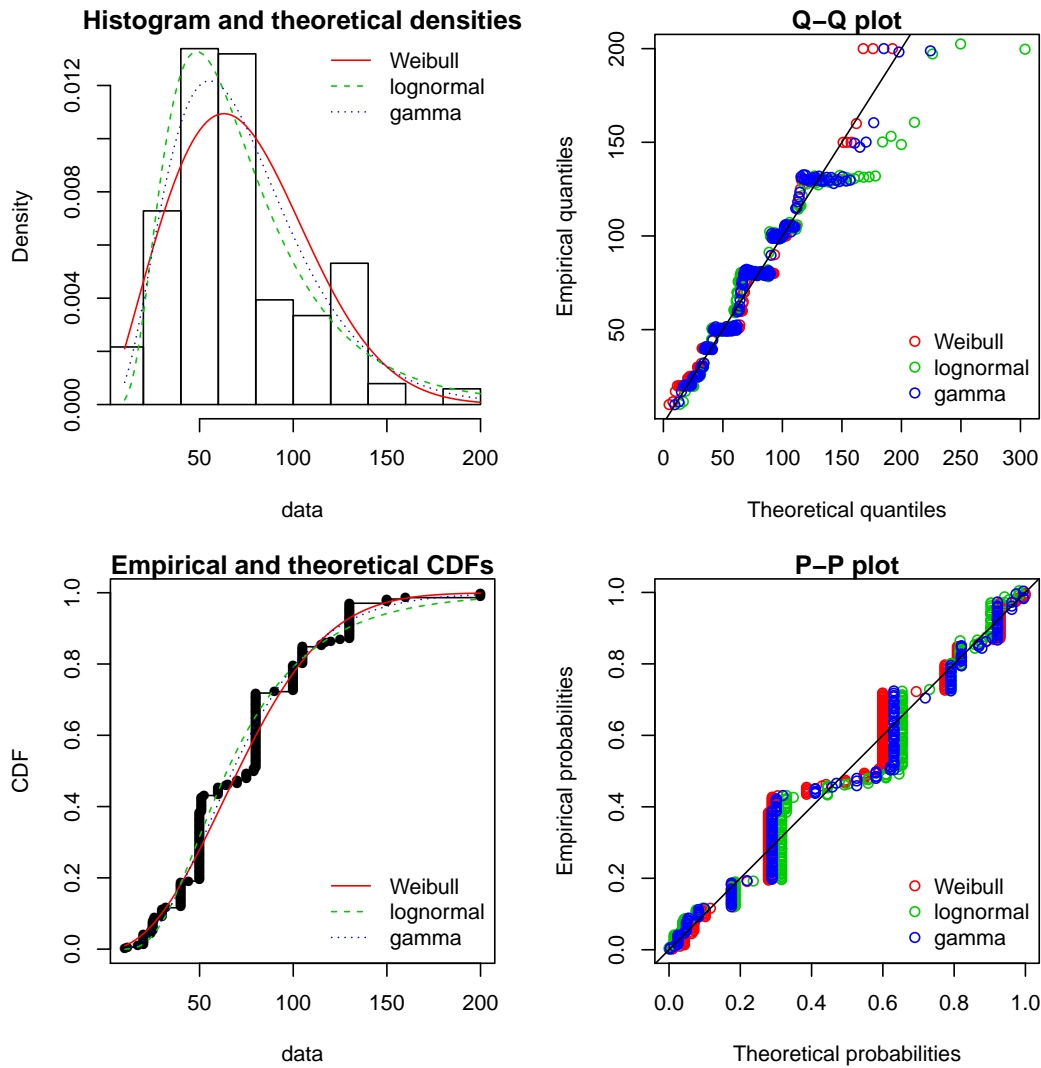 Histogram and theoretical densities
Density
0.000
0.004
0.008
0.012
Weibull
lognormal
gamma
50
100
150
200
data
Q−Q plot
Empirical quantiles
50
100
150
200
Weibull
lognormal
gamma
0
50
100
150
200
250
300
Theoretical quantiles
Empirical and theoretical CDFs
CDF
0.0
0.2
0.4
0.6
0.8
1.0
Weibull
lognormal
gamma
50
100
150
200
data
P−P plot
Empirical probabilities
0.0
0.2
0.4
0.6
0.8
1.0
Weibull
lognormal
gamma
0.0
0.2
0.4
0.6
0.8
1.0
Theoretical probabilities